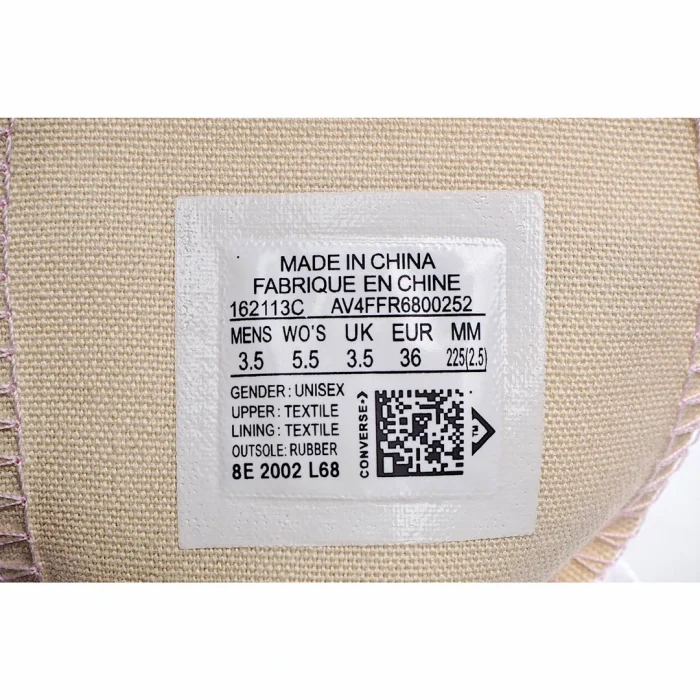 MADE IN CHINA
FABRIQUE EN CHINE
162113C AV4FFR6800252
MENS WO'S UK EUR MM
3.5 5.5 3.5 36 225(2.5)
GENDER : UNISEX
UPPER : TEXTILE
LINING : TEXTILE
OUTSOLE: RUBBER
8E 2002 L68
CONVERSE
TM